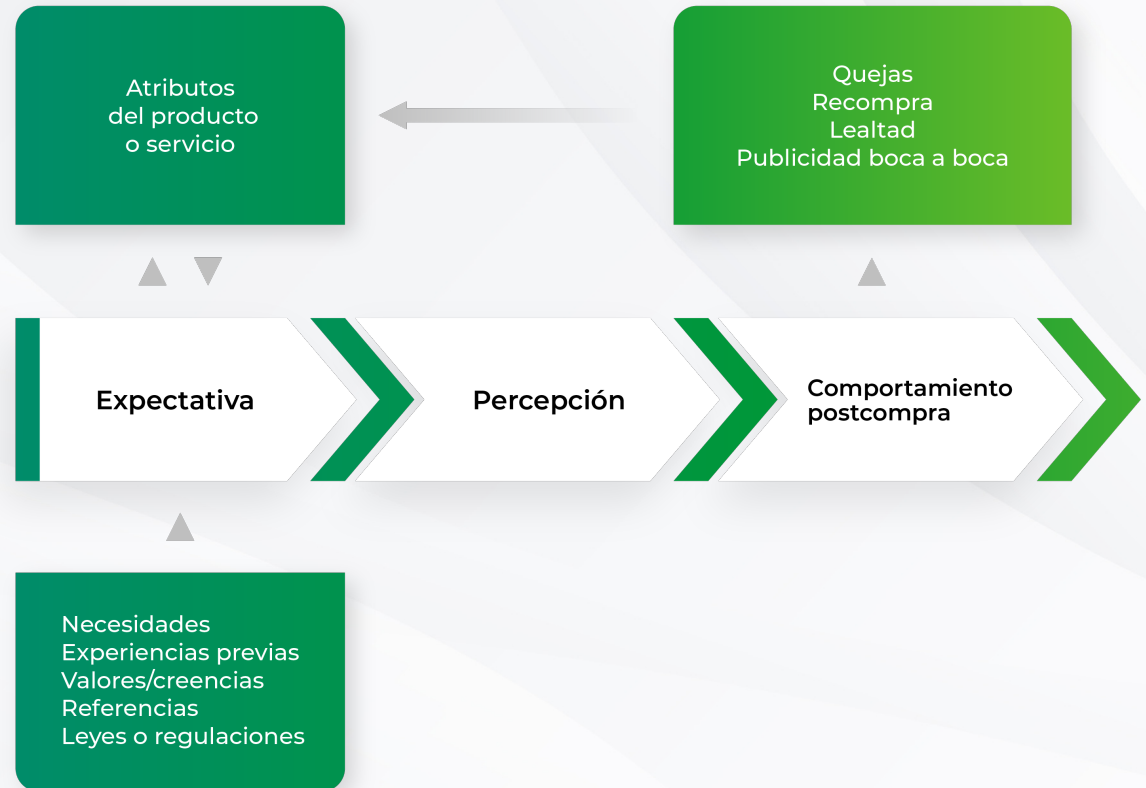 Atributos
del producto
o servicio
Quejas
Recompra
Lealtad
Publicidad boca a boca
Expectativa
Percepción
Comportamiento
postcompra
Necesidades
Experiencias previas
Valores/creencias
Referencias
Leyes o regulaciones